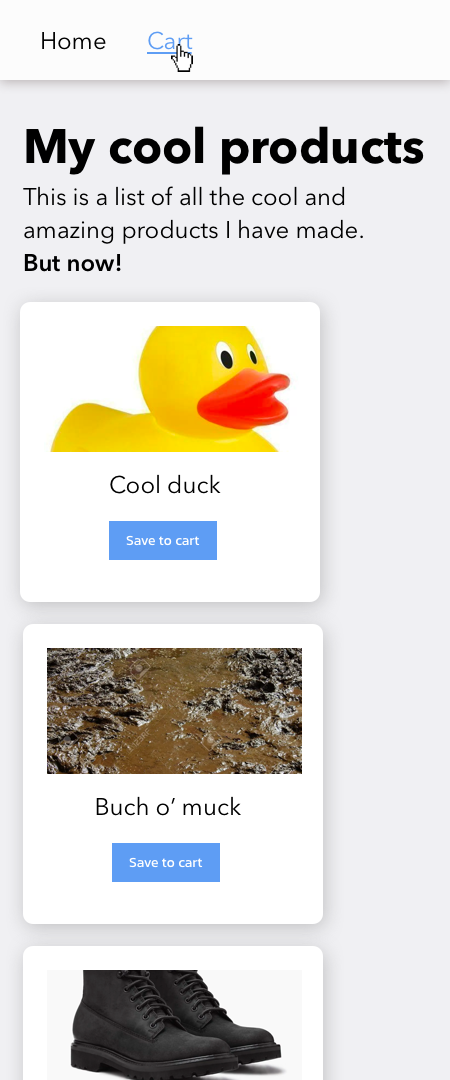 Home Cart
My cool products
This is a list of all the cool and
amazing products I have made.
But now!
Cool duck
Save to cart
Buch o’ muck
Save to cart